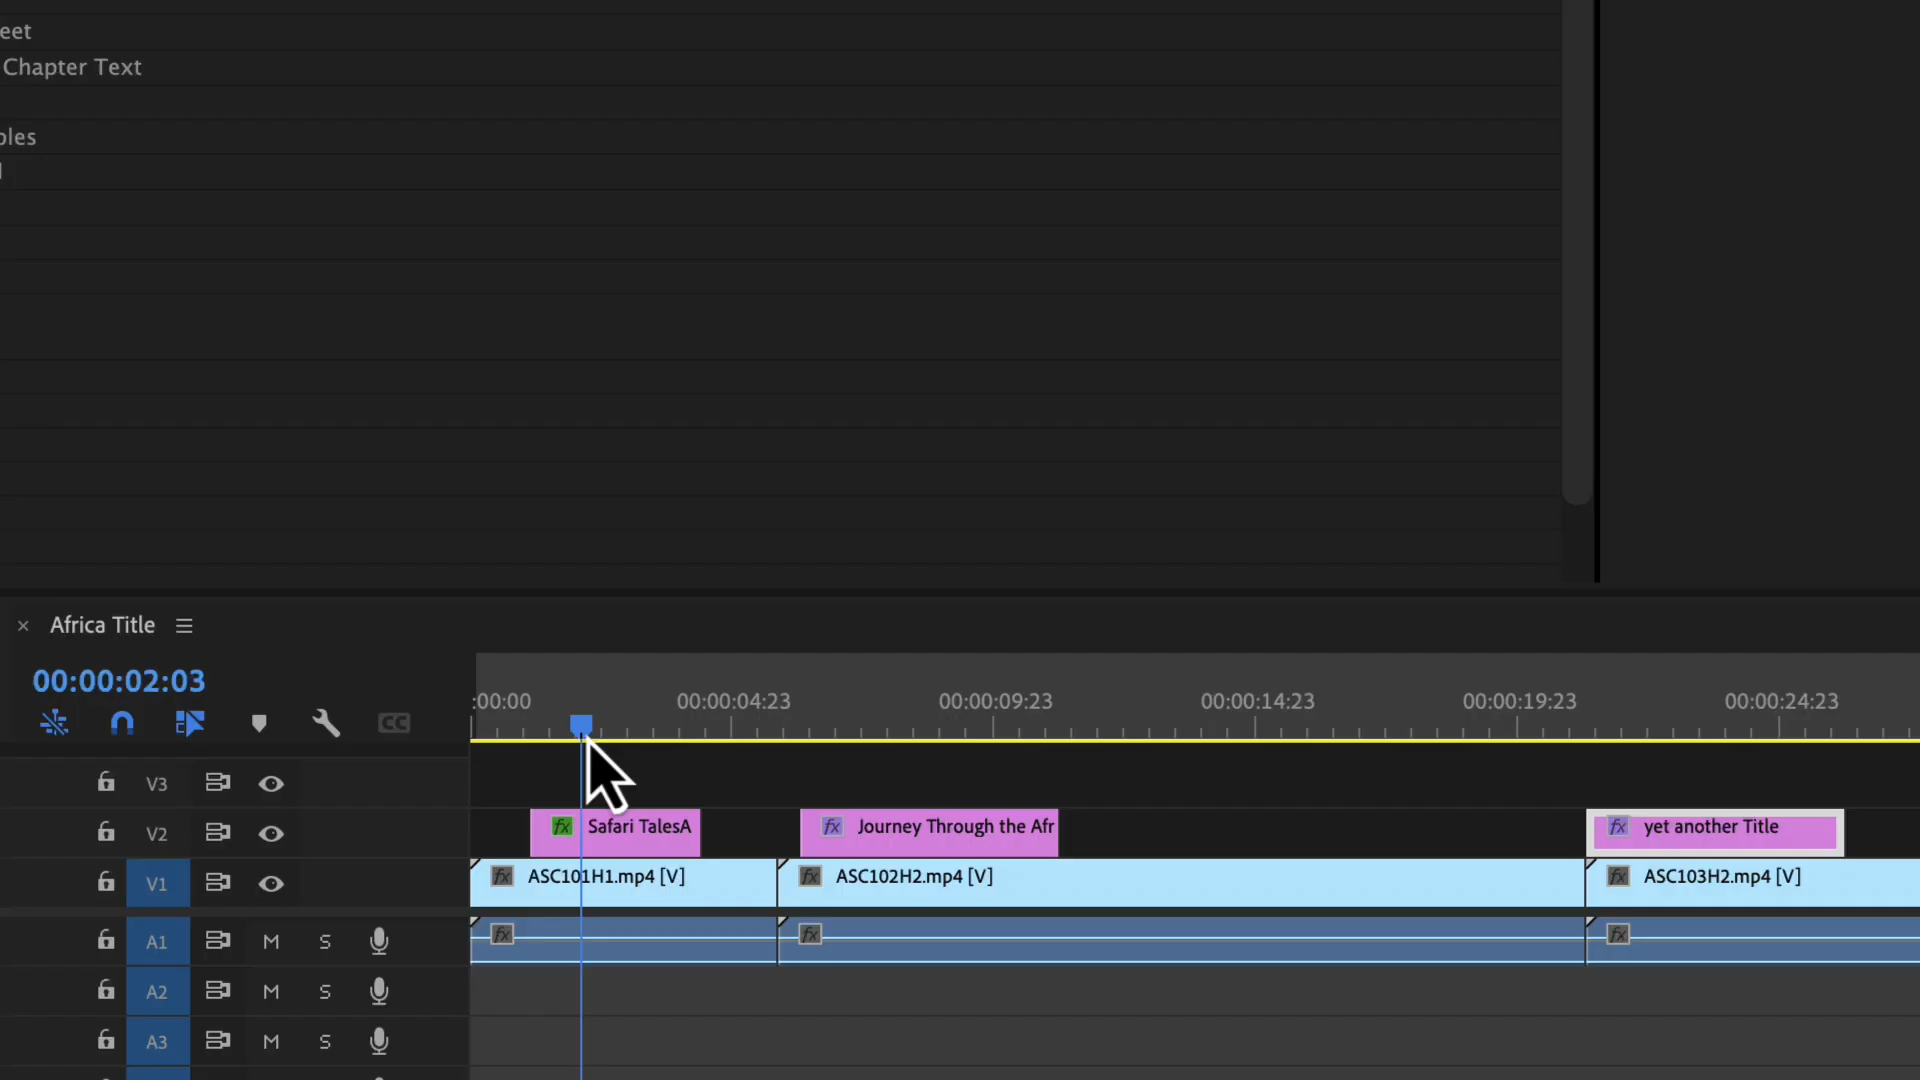 eet
Chapter Text
ples
Africa Title
00:00:02:03
:00:00 00:00:04:23 00:00:09:23 00:00:14:23 00:00:19:23 00:00:24:23
CC
V3
V2 fx Safari TalesA fx Journey Through the Afr fx yet another Title
V1 fx ASC101H1.mp4 [V] fx ASC102H2.mp4 [V] fx ASC103H2.mp4 [V]
A1 M S fx fx fx
A2 M S
A3 M S